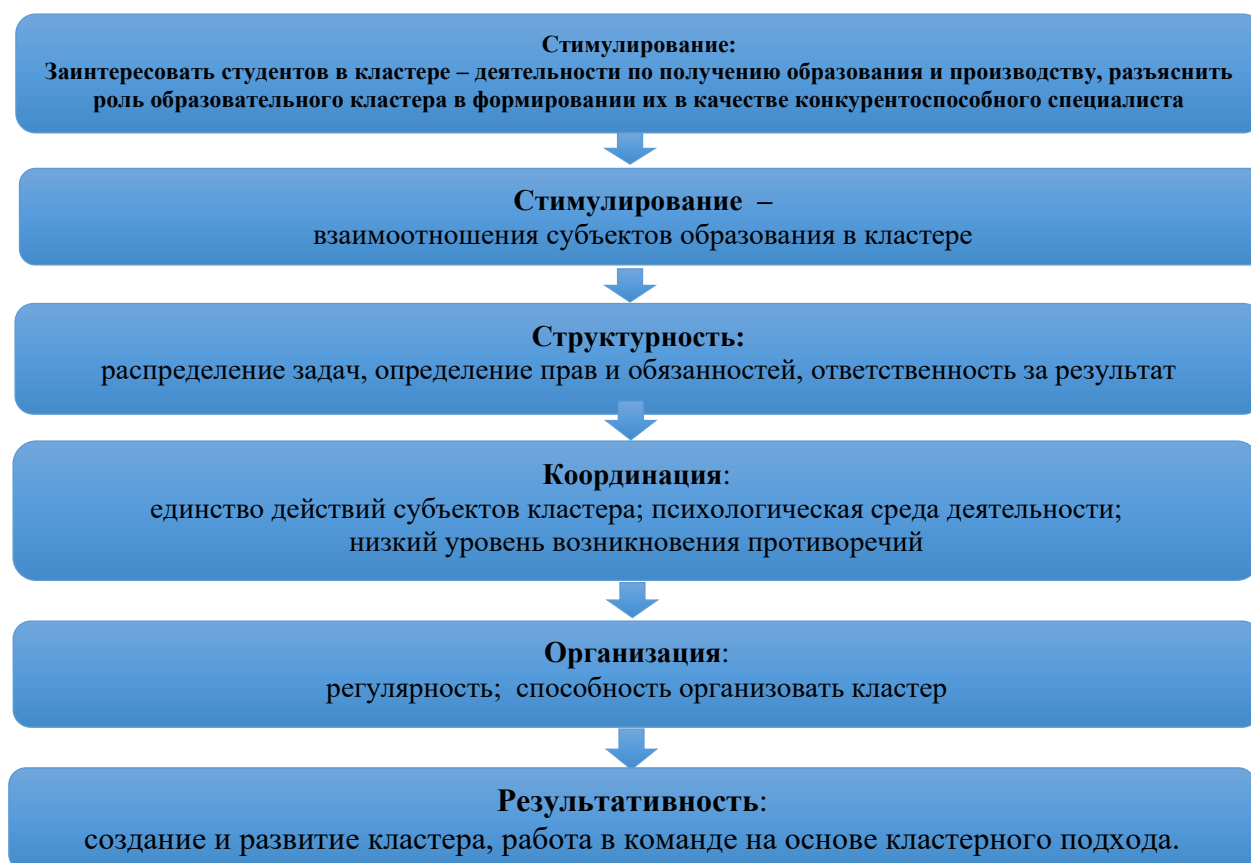 Стимулирование:
Заинтересовать студентов в кластере – деятельности по получению образования и производству, разъяснить
роль образовательного кластера в формировании их в качестве конкурентоспособного специалиста
Стимулирование –
взаимоотношения субъектов образования в кластере
Структурность:
распределение задач, определение прав и обязанностей, ответственность за результат
Координация:
единство действий субъектов кластера; психологическая среда деятельности;
низкий уровень возникновения противоречий
Организация:
регулярность; способность организовать кластер
Результативность:
создание и развитие кластера, работа в команде на основе кластерного подхода.